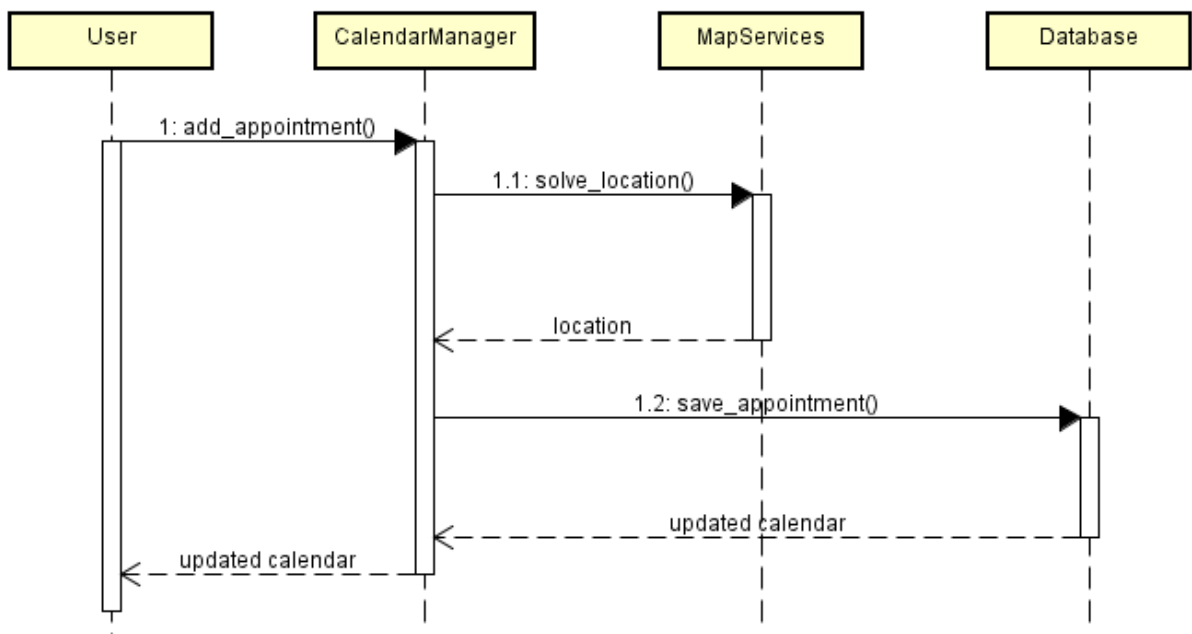 User
CalendarManager
MapServices
Database
1: add_appointment()
1.1: solve_location()
location
1.2: save_appointment()
updated calendar
updated calendar